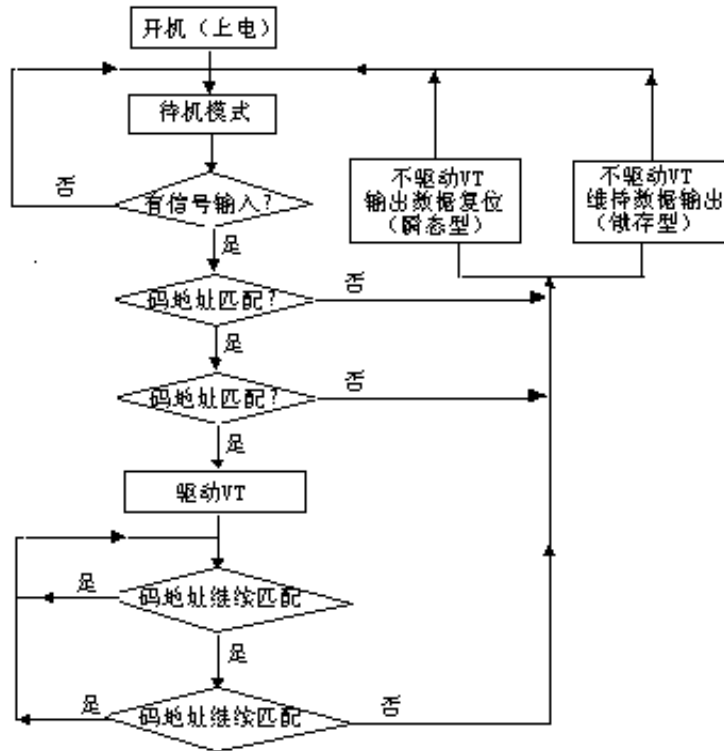 开机（上电）
待机模式
否
有信号输入？
不驱动VT
输出数据复位
（瞬态型）
不驱动VT
维持数据输出
（锁存型）
是
码地址匹配？
否
是
码地址匹配？
否
是
驱动VT
是
码地址继续匹配
是
是
码地址继续匹配
否